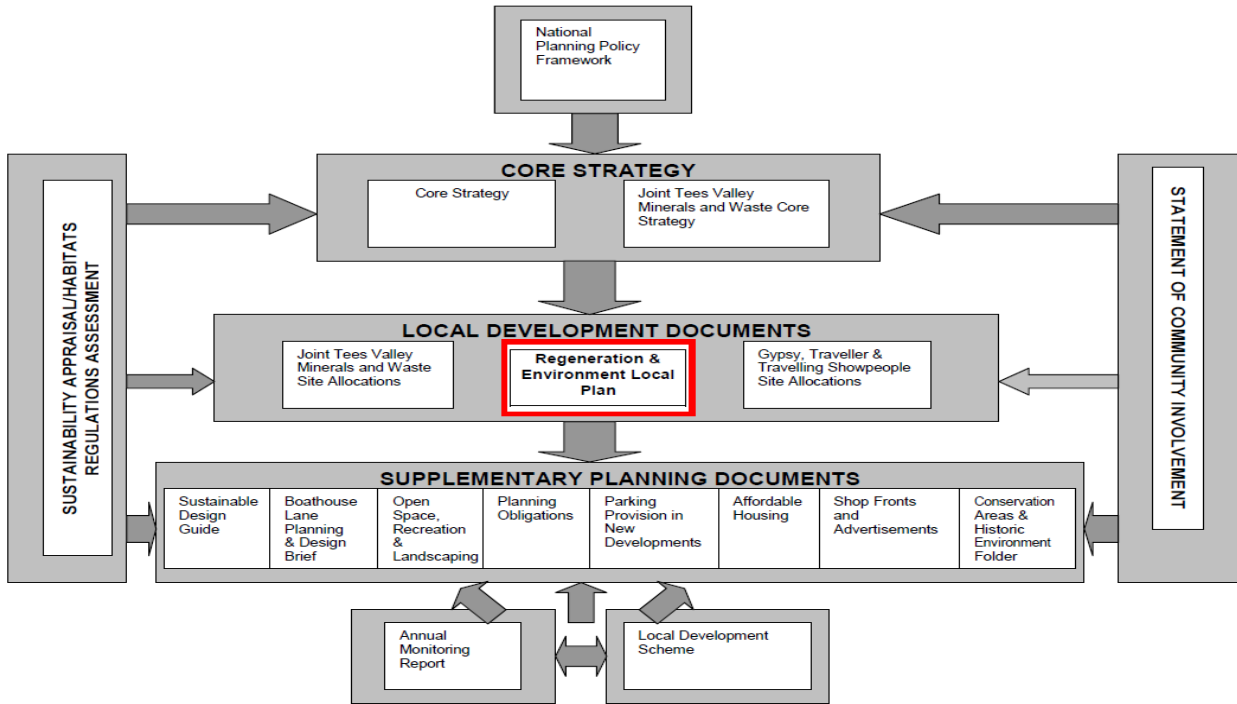 National
Planning Policy
Framework
CORE STRATEGY
Core Strategy
Joint Tees Valley
Minerals and Waste Core
Strategy
SUSTAINABILITY APPRAISAL/HABITATS
REGULATIONS ASSESSMENT
STATEMENT OF COMMUNITY INVOLVEMENT
LOCAL DEVELOPMENT DOCUMENTS
Joint Tees Valley
Minerals and Waste
Site Allocations
Regeneration &
Environment Local
Plan
Gypsy, Traveller &
Travelling Showpeople
Site Allocations
SUPPLEMENTARY PLANNING DOCUMENTS
Sustainable
Design
Guide
Boathouse
Lane
Planning
& Design
Brief
Open
Space,
Recreation
&
Landscaping
Planning
Obligations
Parking
Provision in
New
Developments
Affordable
Housing
Shop Fronts
and
Advertisements
Conservation
Areas &
Historic
Environment
Folder
Annual
Monitoring
Report
Local Development
Scheme